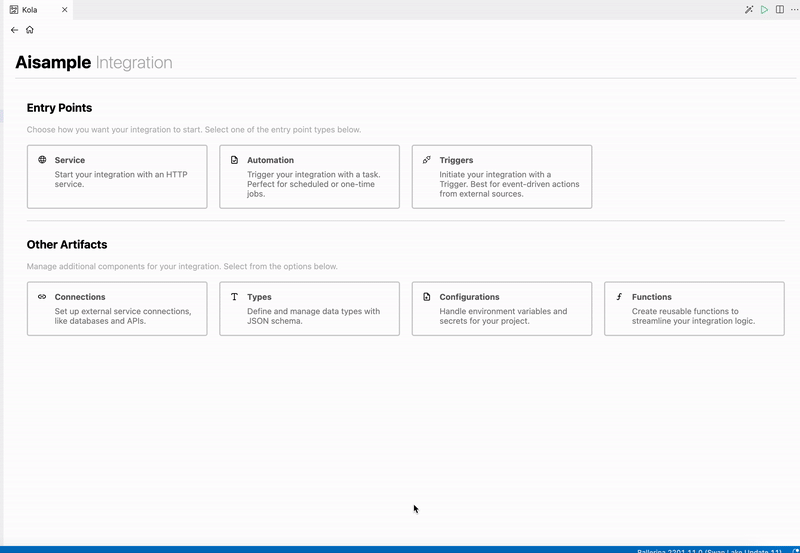 Kola
Aisample Integration
Entry Points
Choose how you want your integration to start. Select one of the entry point types below.
Service
Start your integration with an HTTP
service.
Automation
Trigger your integration with a task.
Perfect for scheduled or one-time
jobs.
Triggers
Initiate your integration with a
Trigger. Best for event-driven actions
from external sources.
Other Artifacts
Manage additional components for your integration. Select from the options below.
Connections
Set up external service connections,
like databases and APIs.
Types
Define and manage data types with
JSON schema.
Configurations
Handle environment variables and
secrets for your project.
Functions
Create reusable functions to
streamline your integration logic.
Ballerina 2201.11.0 (Swan Lake Update 11)